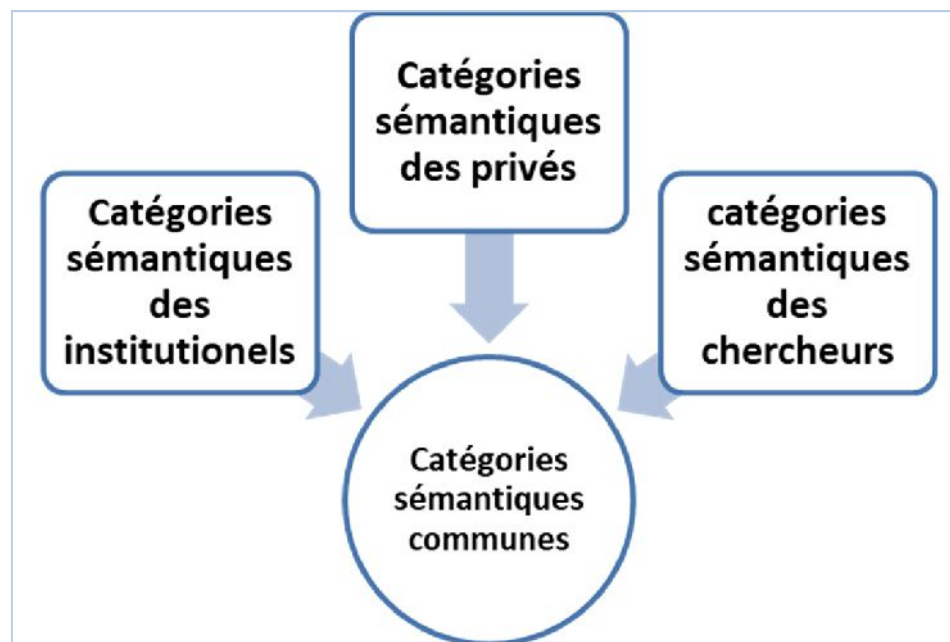 Catégories
sémantiques
des privés
Catégories
sémantiques
des
institutionels
catégories
sémantiques
des
chercheurs
Catégories
sémantiques
communes